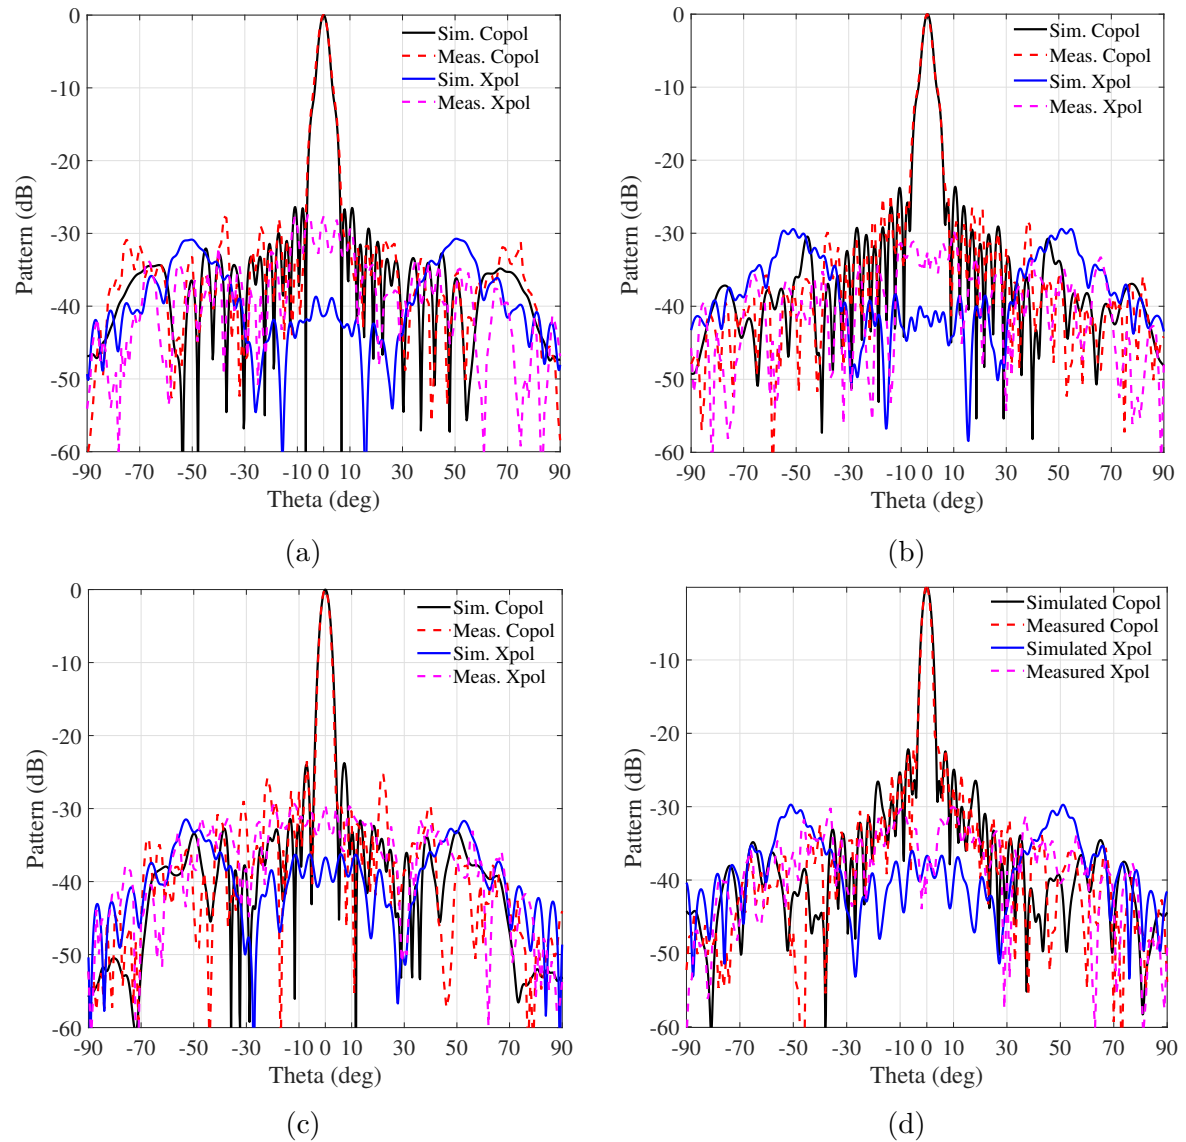 0
-10
-20
-30
-40
-50
-60
Pattern (dB)
-90 -70 -50 -30 -10 0 10 30 50 70 90
Theta (deg)
Sim. Copol
Meas. Copol
Sim. Xpol
Meas. Xpol
(a)
0
-10
-20
-30
-40
-50
-60
Pattern (dB)
-90 -70 -50 -30 -10 0 10 30 50 70 90
Theta (deg)
Sim. Copol
Meas. Copol
Sim. Xpol
Meas. Xpol
(b)
0
-10
-20
-30
-40
-50
-60
Pattern (dB)
-90 -70 -50 -30 -10 0 10 30 50 70 90
Theta (deg)
Sim. Copol
Meas. Copol
Sim. Xpol
Meas. Xpol
(c)
-10
-20
-30
-40
-50
-60
Pattern (dB)
-90 -70 -50 -30 -10 0 10 30 50 70 90
Theta (deg)
Simulated Copol
Measured Copol
Simulated Xpol
Measured Xpol
(d)